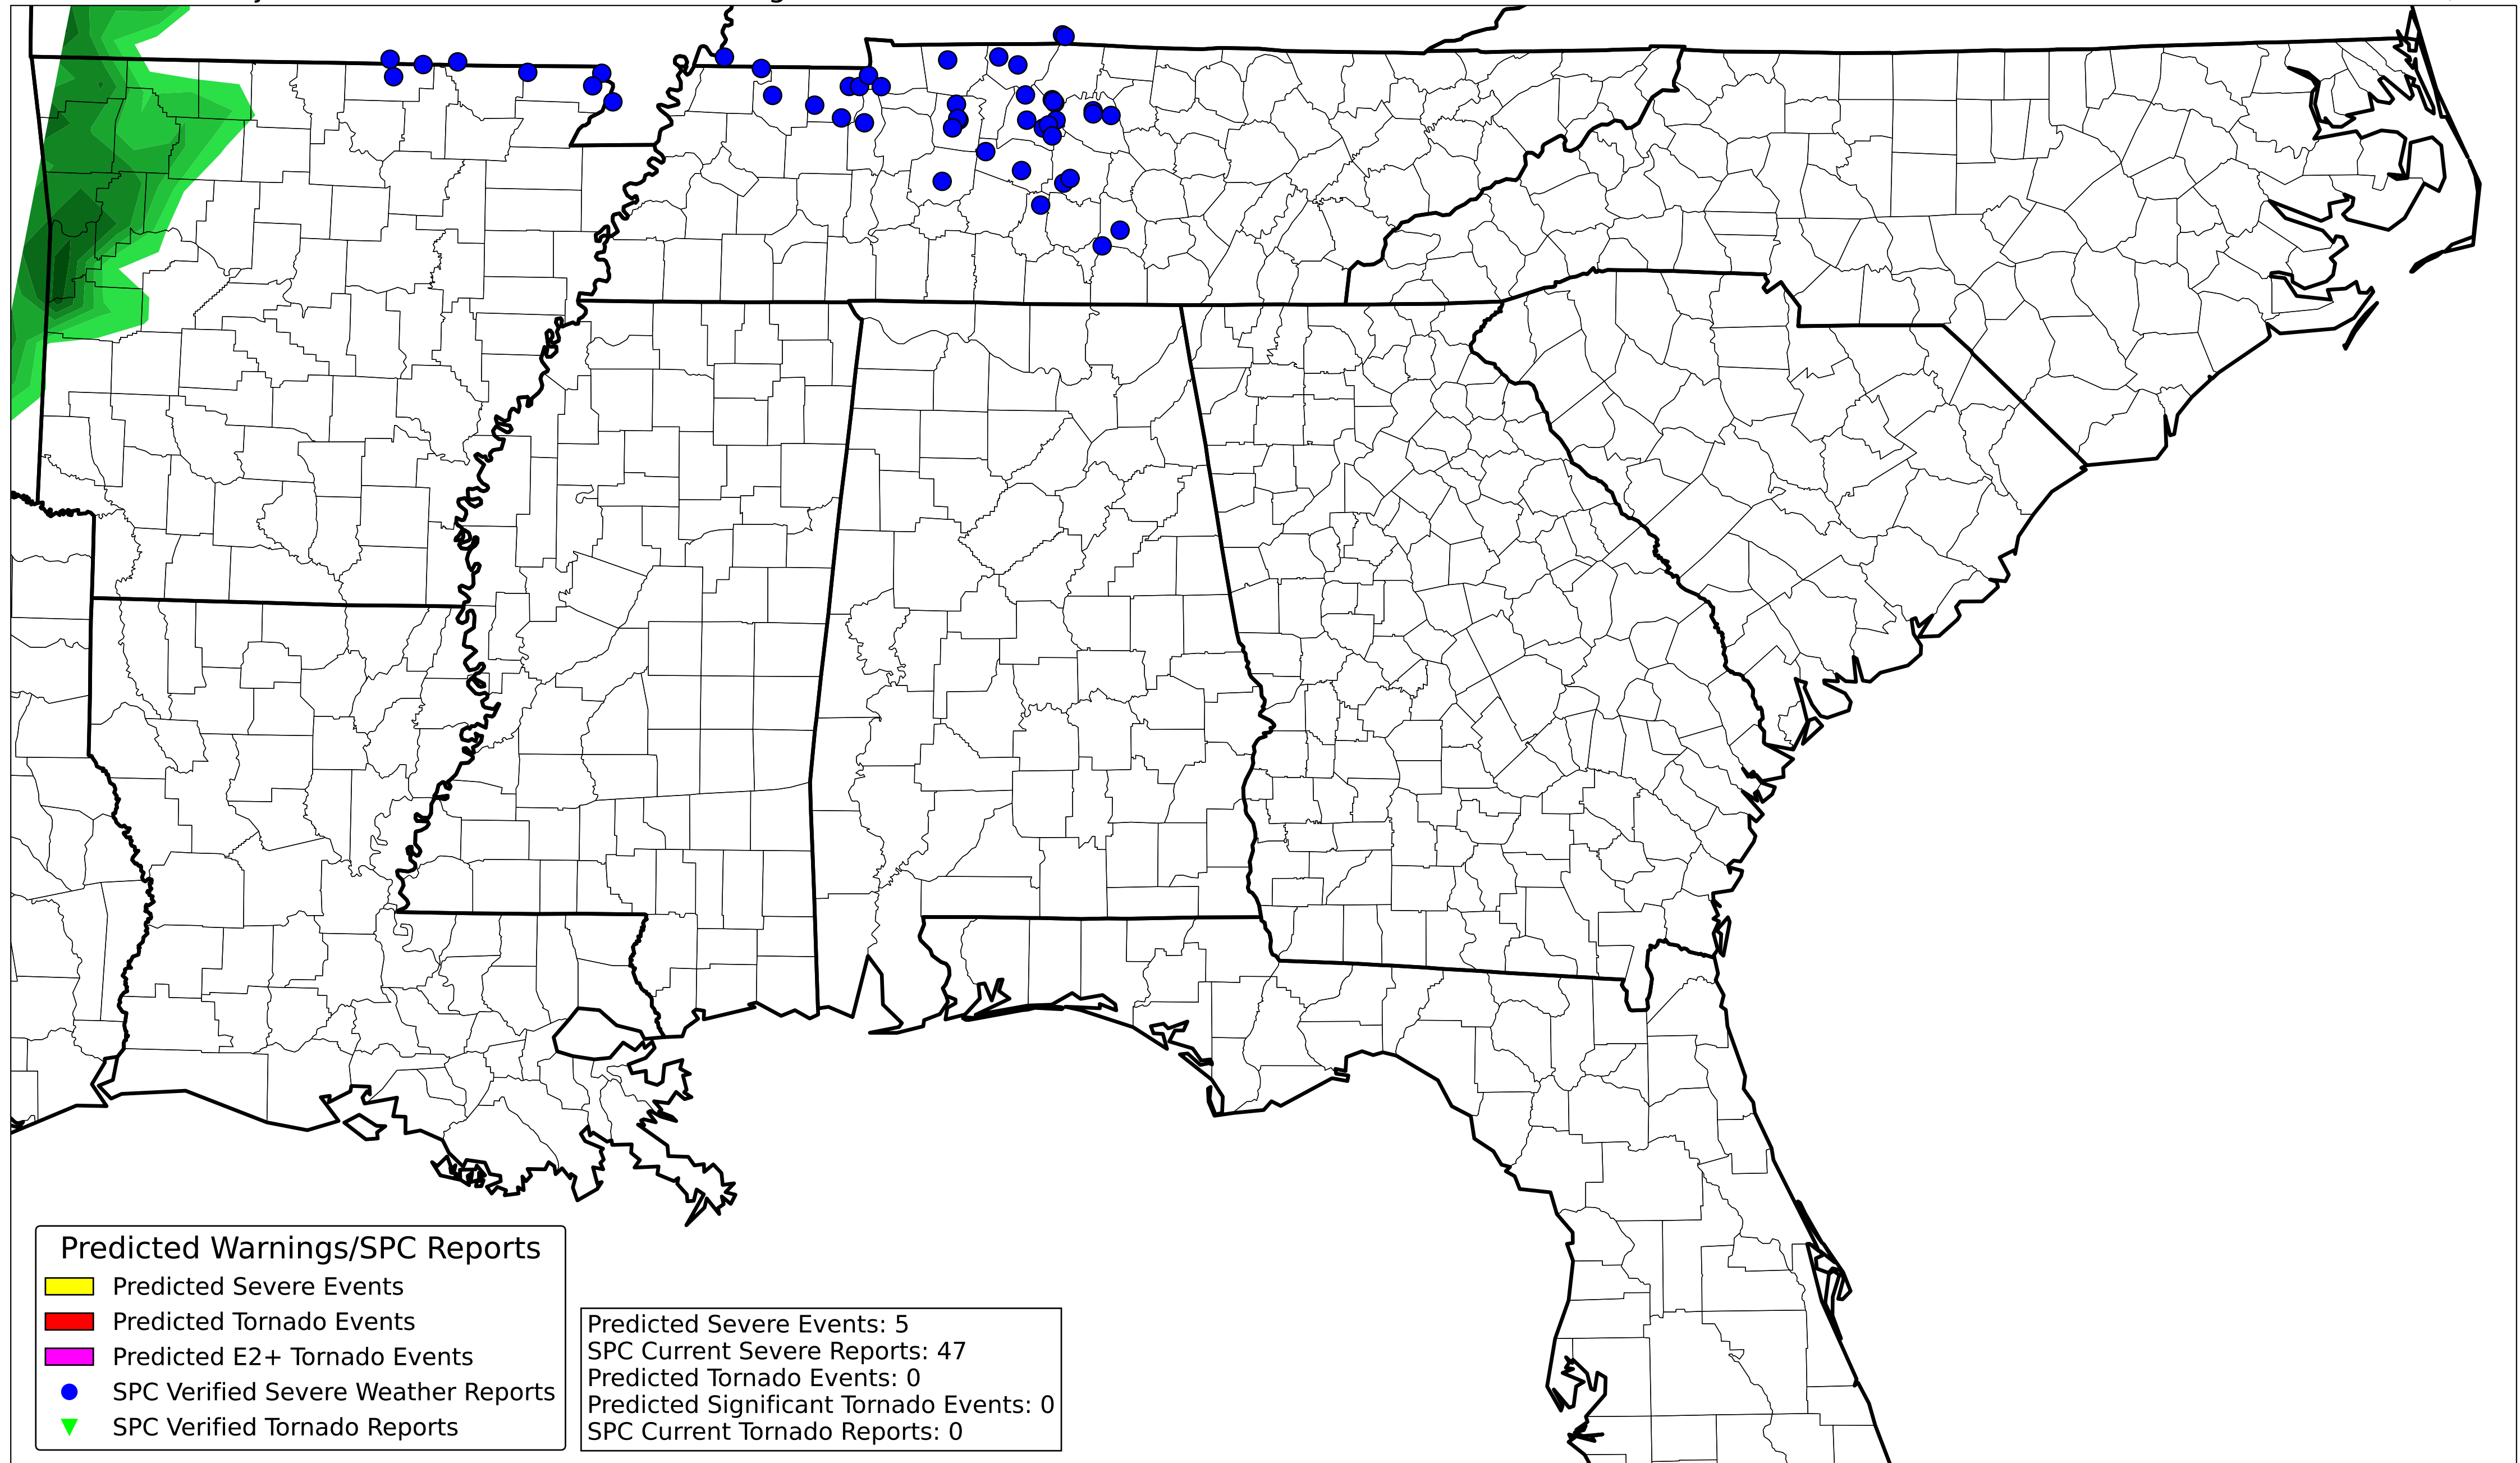 Predicted Warnings/SPC Reports
Predicted Severe Events
Predicted Tornado Events
Predicted E2+ Tornado Events
SPC Verified Severe Weather Reports
SPC Verified Tornado Reports
Predicted Severe Events: 5
SPC Current Severe Reports: 47
Predicted Tornado Events: 0
Predicted Significant Tornado Events: 0
SPC Current Tornado Reports: 0